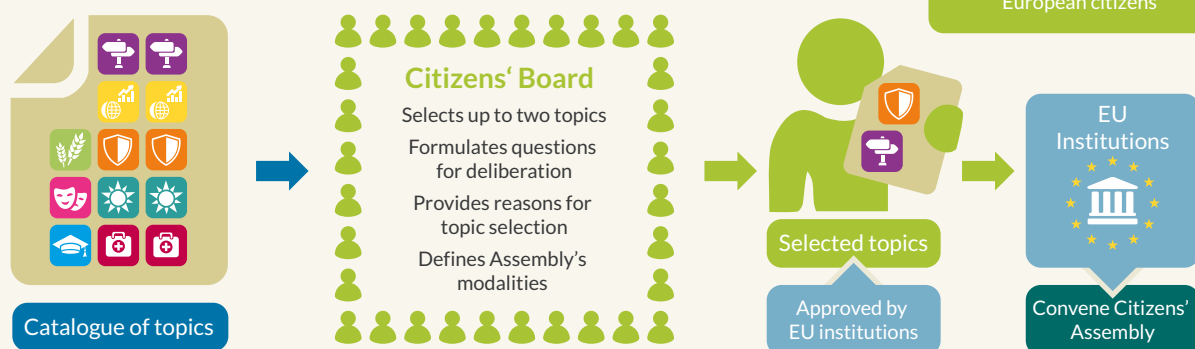 European citizens
Citizens‘ Board
Selects up to two topics
Formulates questions
for deliberation
Provides reasons for
topic selection
Defines Assembly’s
modalities
Catalogue of topics
Selected topics
Approved by
EU institutions
EU
Institutions
Convene Citizens’
Assembly